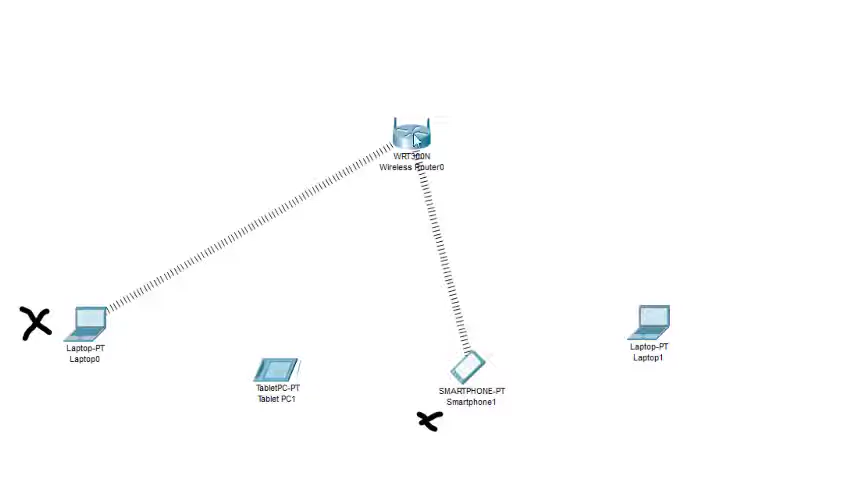 WRT300N
Wireless Router0
Laptop-PT
Laptop0
TabletPC-PT
Tablet PC1
SMARTPHONE-PT
Smartphone1
Laptop-PT
Laptop1